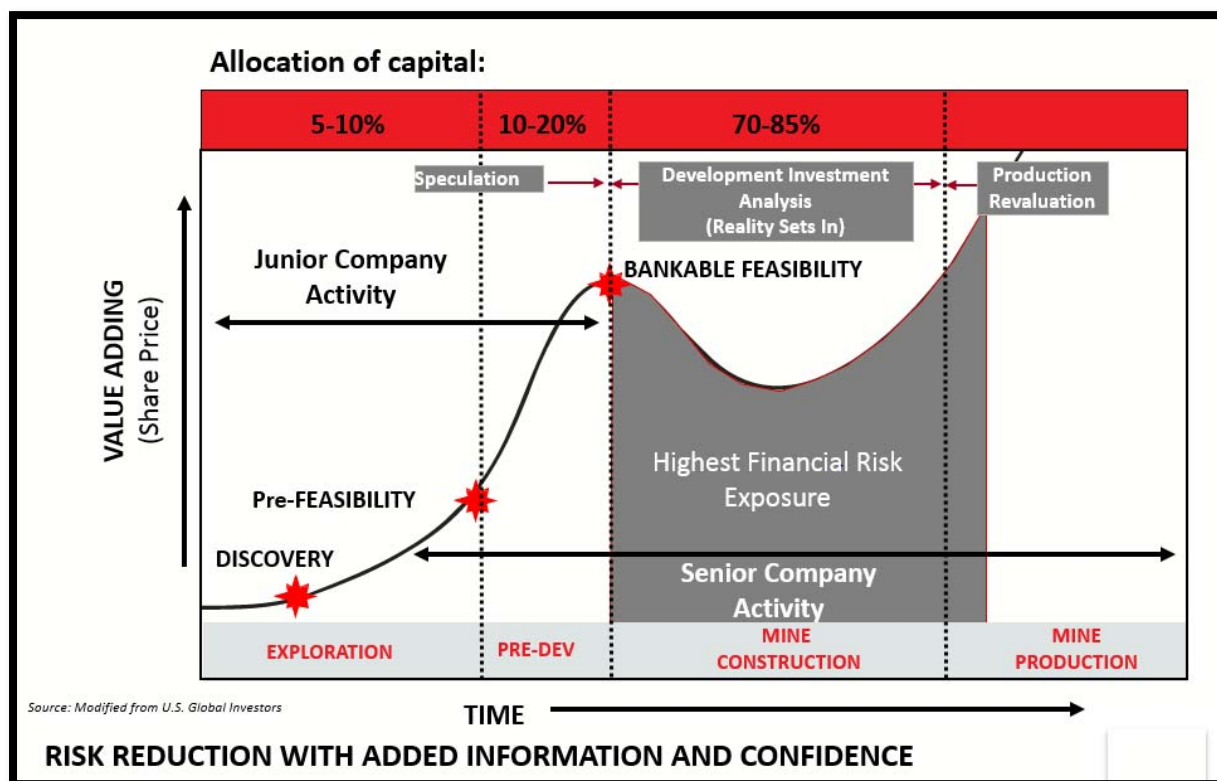 Allocation of capital:
5-10%
10-20%
70-85%
Speculation
Development Investment
Analysis
(Reality Sets In)
Production
Revaluation
Junior Company
Activity
BANKABLE FEASIBILITY
VALUE ADDING
(Share Price)
Pre-FEASIBILITY
DISCOVERY
Highest Financial Risk
Exposure
Senior Company
Activity
EXPLORATION
PRE-DEV
MINE
CONSTRUCTION
MINE
PRODUCTION
Source: Modified from U.S. Global Investors
TIME
RISK REDUCTION WITH ADDED INFORMATION AND CONFIDENCE